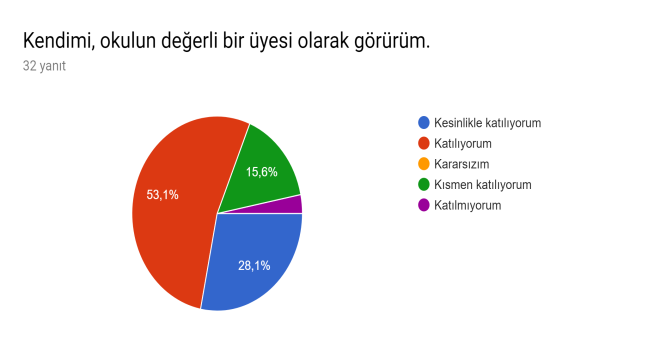 Kendimi, okulun değerli bir üyesi olarak görürüm.
32 yanıt
Kesinlikle katılıyorum
Katılıyorum
Kararsızım
Kısmen katılıyorum
Katılmıyorum
15,6%
53,1%
28,1%